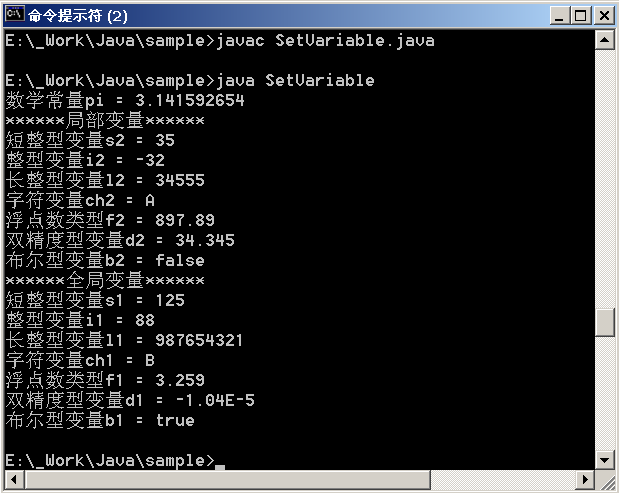 命令提示符 (2)
E:\_Work\Java\sample>javac SetVariable.java
E:\_Work\Java\sample>java SetVariable
数学常量pi = 3.141592654
******局部变量******
短整型变量s2 = 35
整型变量i2 = -32
长整型变量l2 = 34555
字符变量ch2 = A
浮点数类型f2 = 897.89
双精度型变量d2 = 34.345
布尔型变量b2 = false
******全局变量******
短整型变量s1 = 125
整型变量i1 = 88
长整型变量l1 = 987654321
字符变量ch1 = B
浮点数类型f1 = 3.259
双精度型变量d1 = -1.04E-5
布尔型变量b1 = true
E:\_Work\Java\sample>_